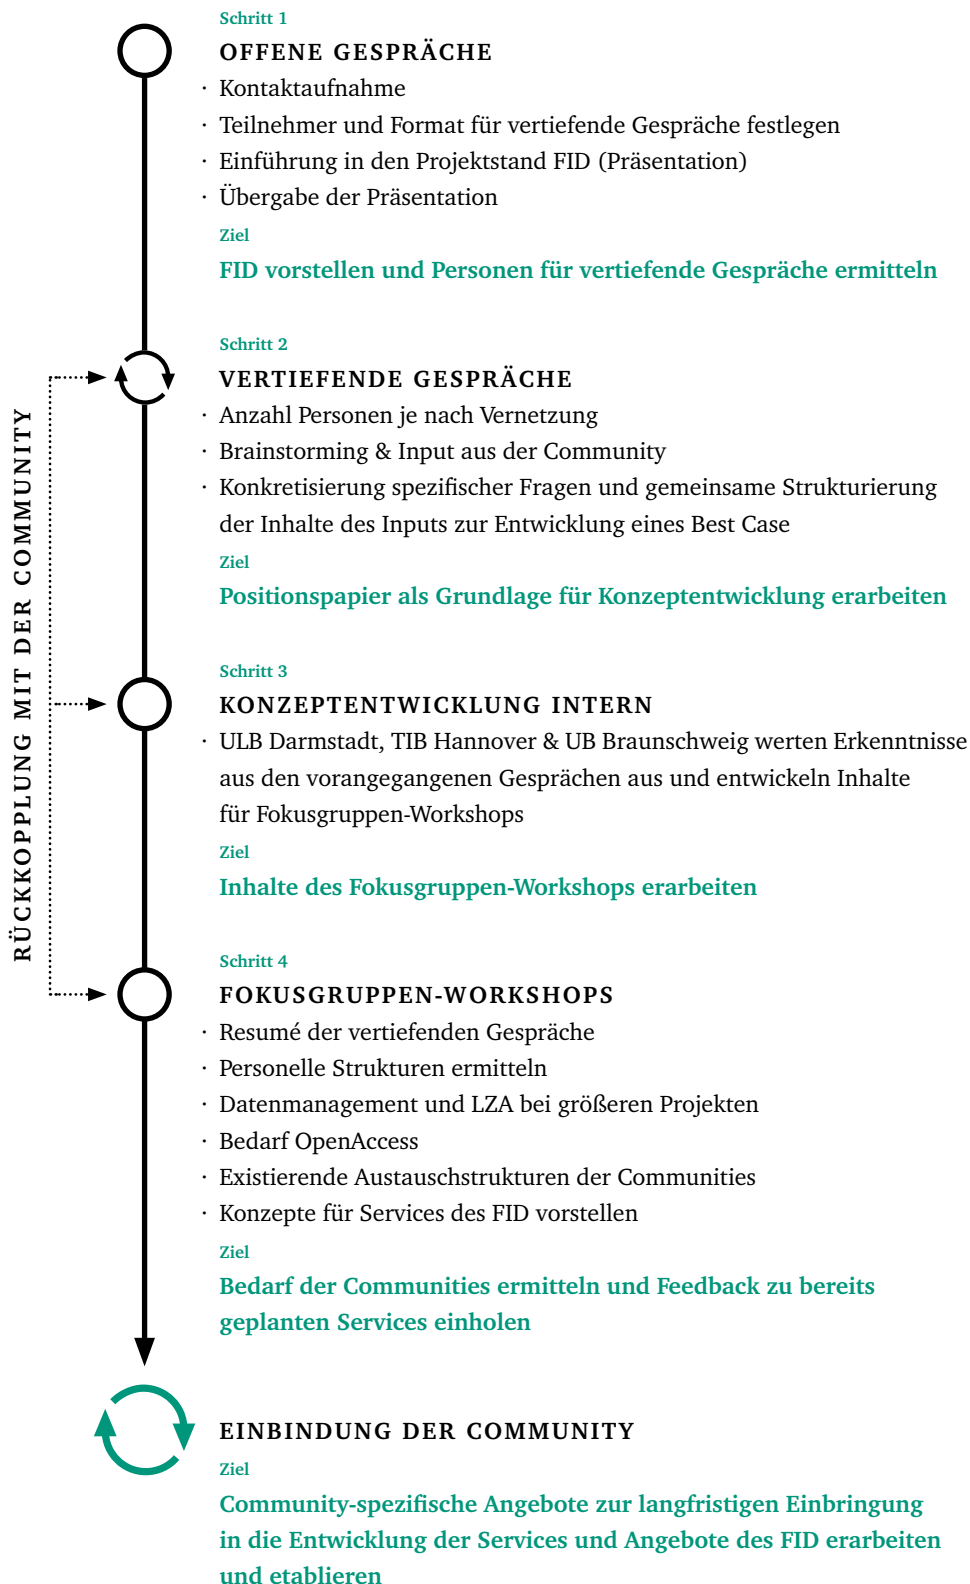 Schritt 1
OFFENE GESPRÄCHE
· Kontaktaufnahme
· Teilnehmer und Format für vertiefende Gespräche festlegen
· Einführung in den Projektstand FID (Präsentation)
· Übergabe der Präsentation
Ziel
FID vorstellen und Personen für vertiefende Gespräche ermitteln
RÜCKKOPPLUNG MIT DER COMMUNITY
Schritt 2
VERTIEFENDE GESPRÄCHE
· Anzahl Personen je nach Vernetzung
· Brainstorming & Input aus der Community
· Konkretisierung spezifischer Fragen und gemeinsame Strukturierung
der Inhalte des Inputs zur Entwicklung eines Best Case
Ziel
Positionspapier als Grundlage für Konzeptentwicklung erarbeiten
Schritt 3
KONZEPTENTWICKLUNG INTERN
· ULB Darmstadt, TIB Hannover & UB Braunschweig werten Erkenntnisse
aus den vorangegangenen Gesprächen aus und entwickeln Inhalte
für Fokusgruppen-Workshops
Ziel
Inhalte des Fokusgruppen-Workshops erarbeiten
Schritt 4
FOKUSGRUPPEN-WORKSHOPS
· Resumé der vertiefenden Gespräche
· Personelle Strukturen ermitteln
· Datenmanagement und LZA bei größeren Projekten
· Bedarf OpenAccess
· Existierende Austauschstrukturen der Communities
· Konzepte für Services des FID vorstellen
Ziel
Bedarf der Communities ermitteln und Feedback zu bereits
geplanten Services einholen
EINBINDUNG DER COMMUNITY
Ziel
Community-spezifische Angebote zur langfristigen Einbringung
in die Entwicklung der Services und Angebote des FID erarbeiten
und etablieren